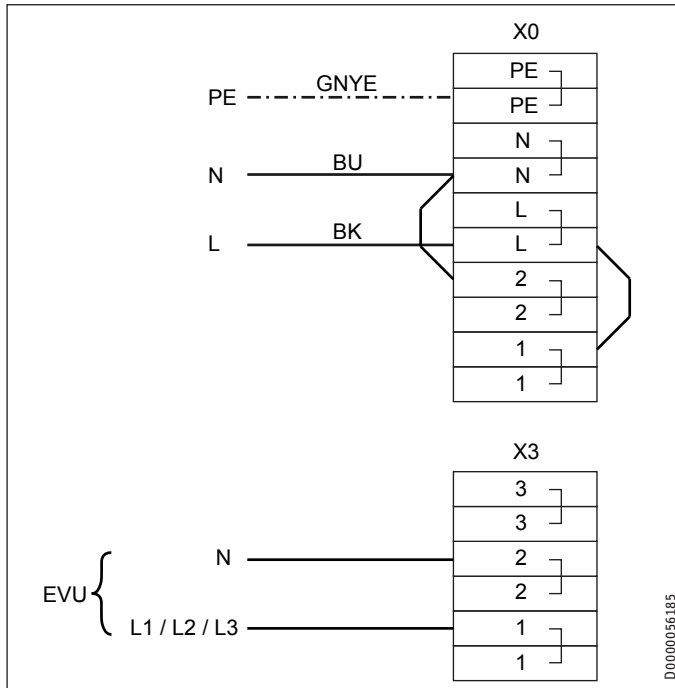 X0
PE
PE GNYE PE
N
N BU N
L
L BK L
2
2
1
1
X3
3
3
N 2
EVU 2
L1 / L2 / L3 1
1
D0000056185